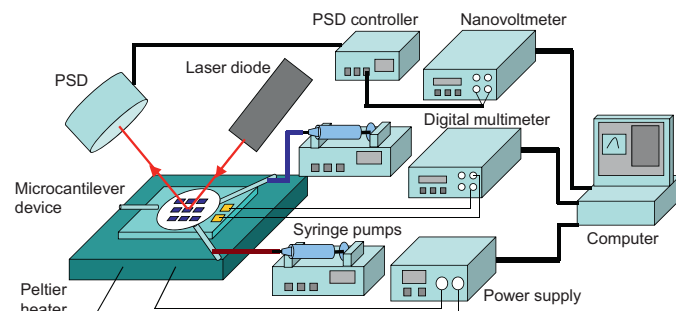 PSD controller
Nanovoltmeter
Laser diode
PSD
Digital multimeter
Microcantilever
device
Syringe pumps
Computer
Peltier
heater
Power supply